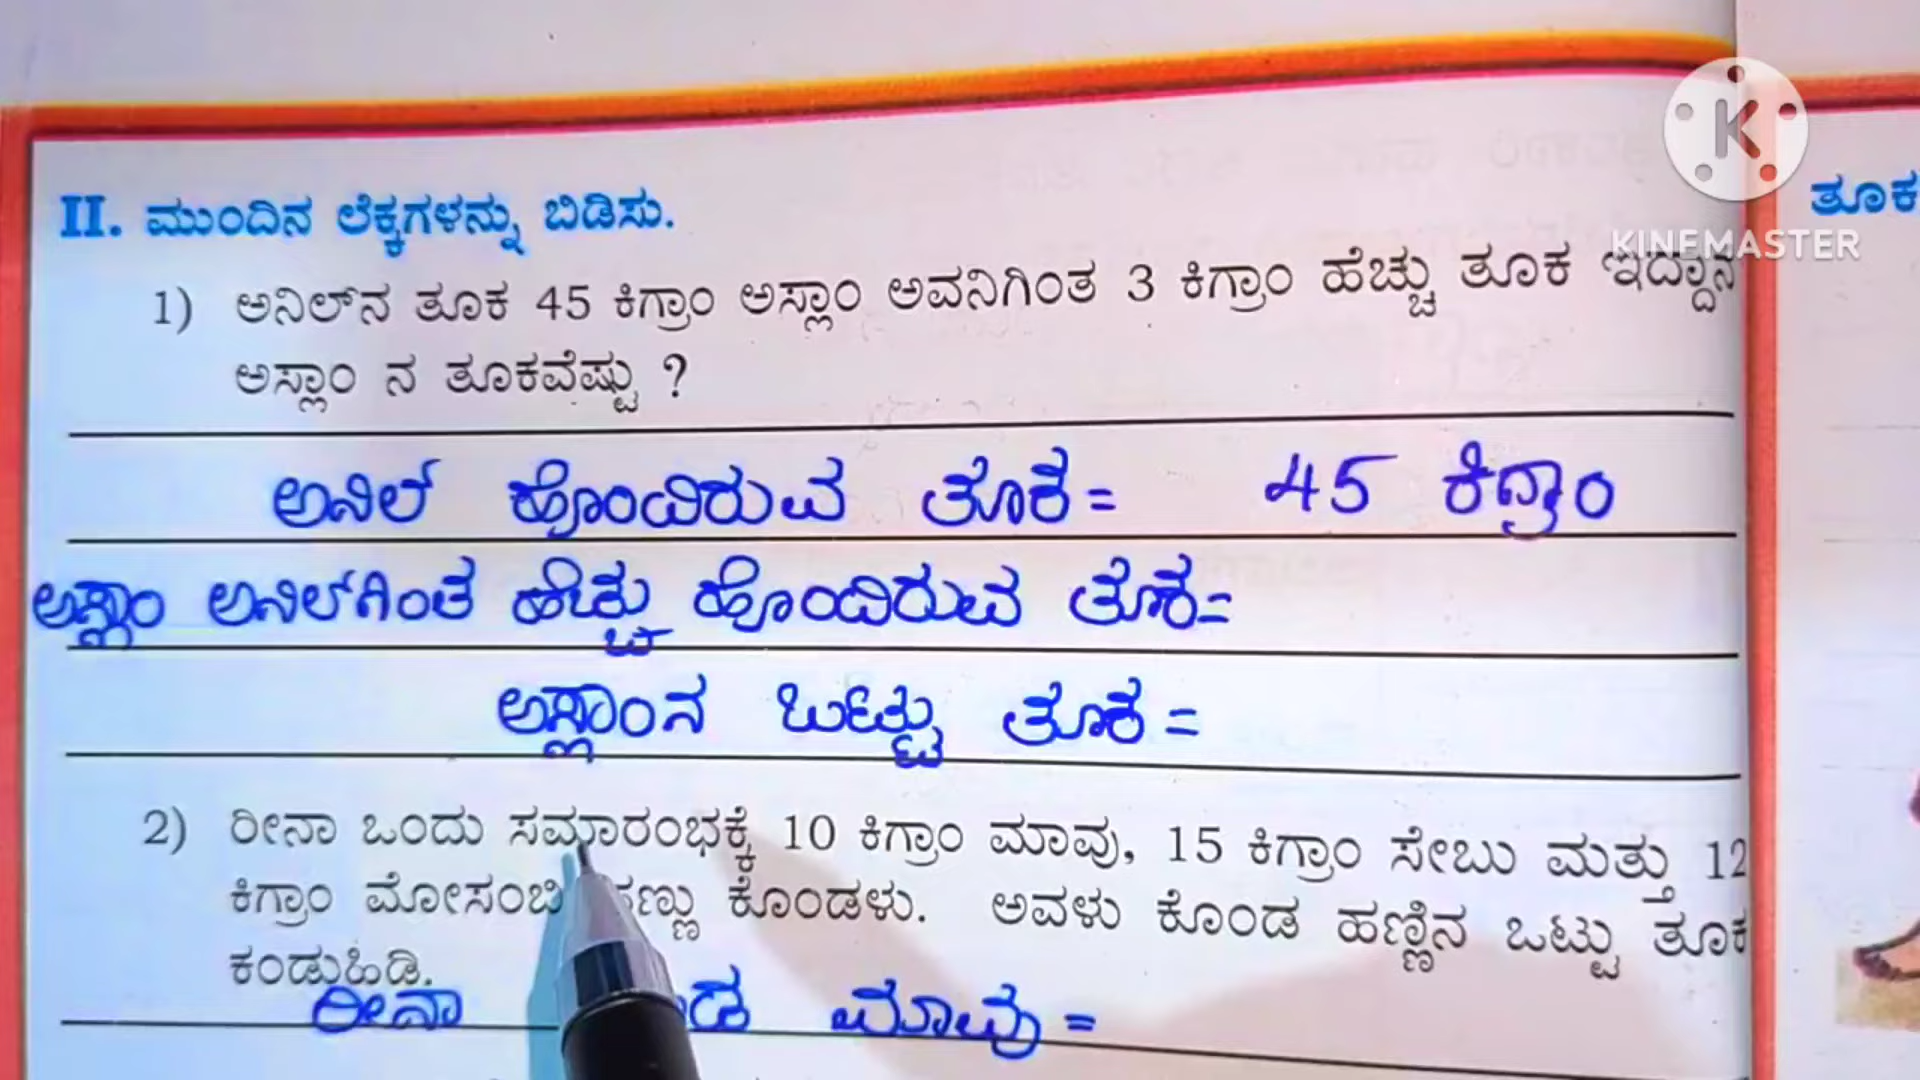 KINEMASTER
II. ಮುಂದಿನ ಲೆಕ್ಕಗಳನ್ನು ಬಿಡಿಸು.
1) ಅನಿಲ್‌ನ ತೂಕ 45 ಕಿಗ್ರಾಂ ಅಸ್ಲಾಂ ಅವನಿಗಿಂತ 3 ಕಿಗ್ರಾಂ ಹೆಚ್ಚು ತೂಕ ಇದ್ದಾನೆ
ಅಸ್ಲಾಂ ನ ತೂಕವೆಷ್ಟು ?
ಅನಿಲ್ ಹೊಂದಿರುವ ತೂಕ = 45 ಕಿಗ್ರಾಂ
ಅಸ್ಲಾಂ ಅನಿಲ್‌ಗಿಂತ ಹೆಚ್ಚು ಹೊಂದಿರುವ ತೂಕ =
ಅಸ್ಲಾಂನ ಒಟ್ಟು ತೂಕ =
2) ರೀನಾ ಒಂದು ಸಮಾರಂಭಕ್ಕೆ 10 ಕಿಗ್ರಾಂ ಮಾವು, 15 ಕಿಗ್ರಾಂ ಸೇಬು ಮತ್ತು 12
ಕಿಗ್ರಾಂ ಮೋಸಂಬಿ ಕೊಂಡಳು. ಅವಳು ಕೊಂಡ ಹಣ್ಣಿನ ಒಟ್ಟು ತೂಕ
ಕಂಡುಹಿಡಿ.
ರೀನಾ ಮಾವು =
ತೂಕ